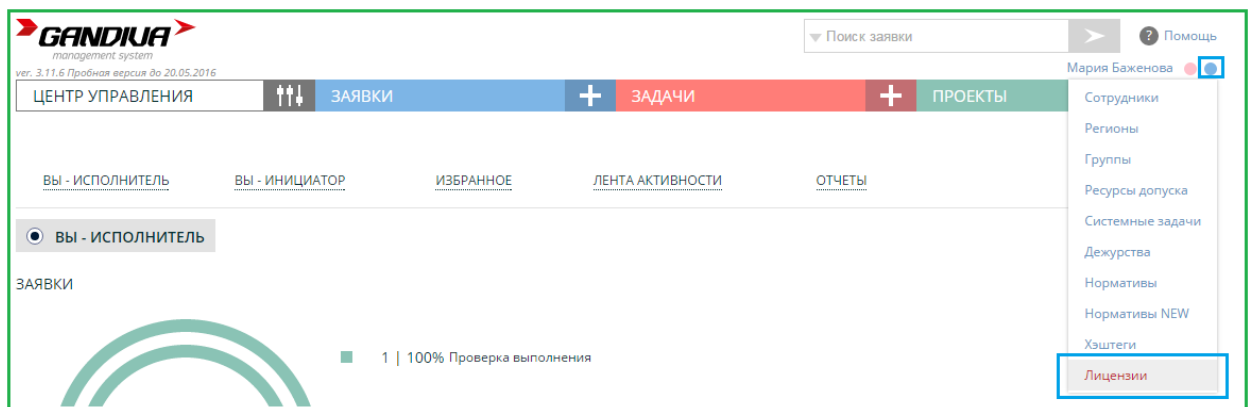 GANDIVA
management system
ver. 3.11.6 Пробная версия до 20.05.2016
Поиск заявки
? Помощь
Мария Баженова
ЦЕНТР УПРАВЛЕНИЯ
ЗАЯВКИ
ЗАДАЧИ
ПРОЕКТЫ
ВЫ - ИСПОЛНИТЕЛЬ
ВЫ - ИНИЦИАТОР
ИЗБРАННОЕ
ЛЕНТА АКТИВНОСТИ
ОТЧЕТЫ
ВЫ - ИСПОЛНИТЕЛЬ
ЗАЯВКИ
1 | 100% Проверка выполнения
Сотрудники
Регионы
Группы
Ресурсы допуска
Системные задачи
Дежурства
Нормативы
Нормативы NEW
Хэштеги
Лицензии